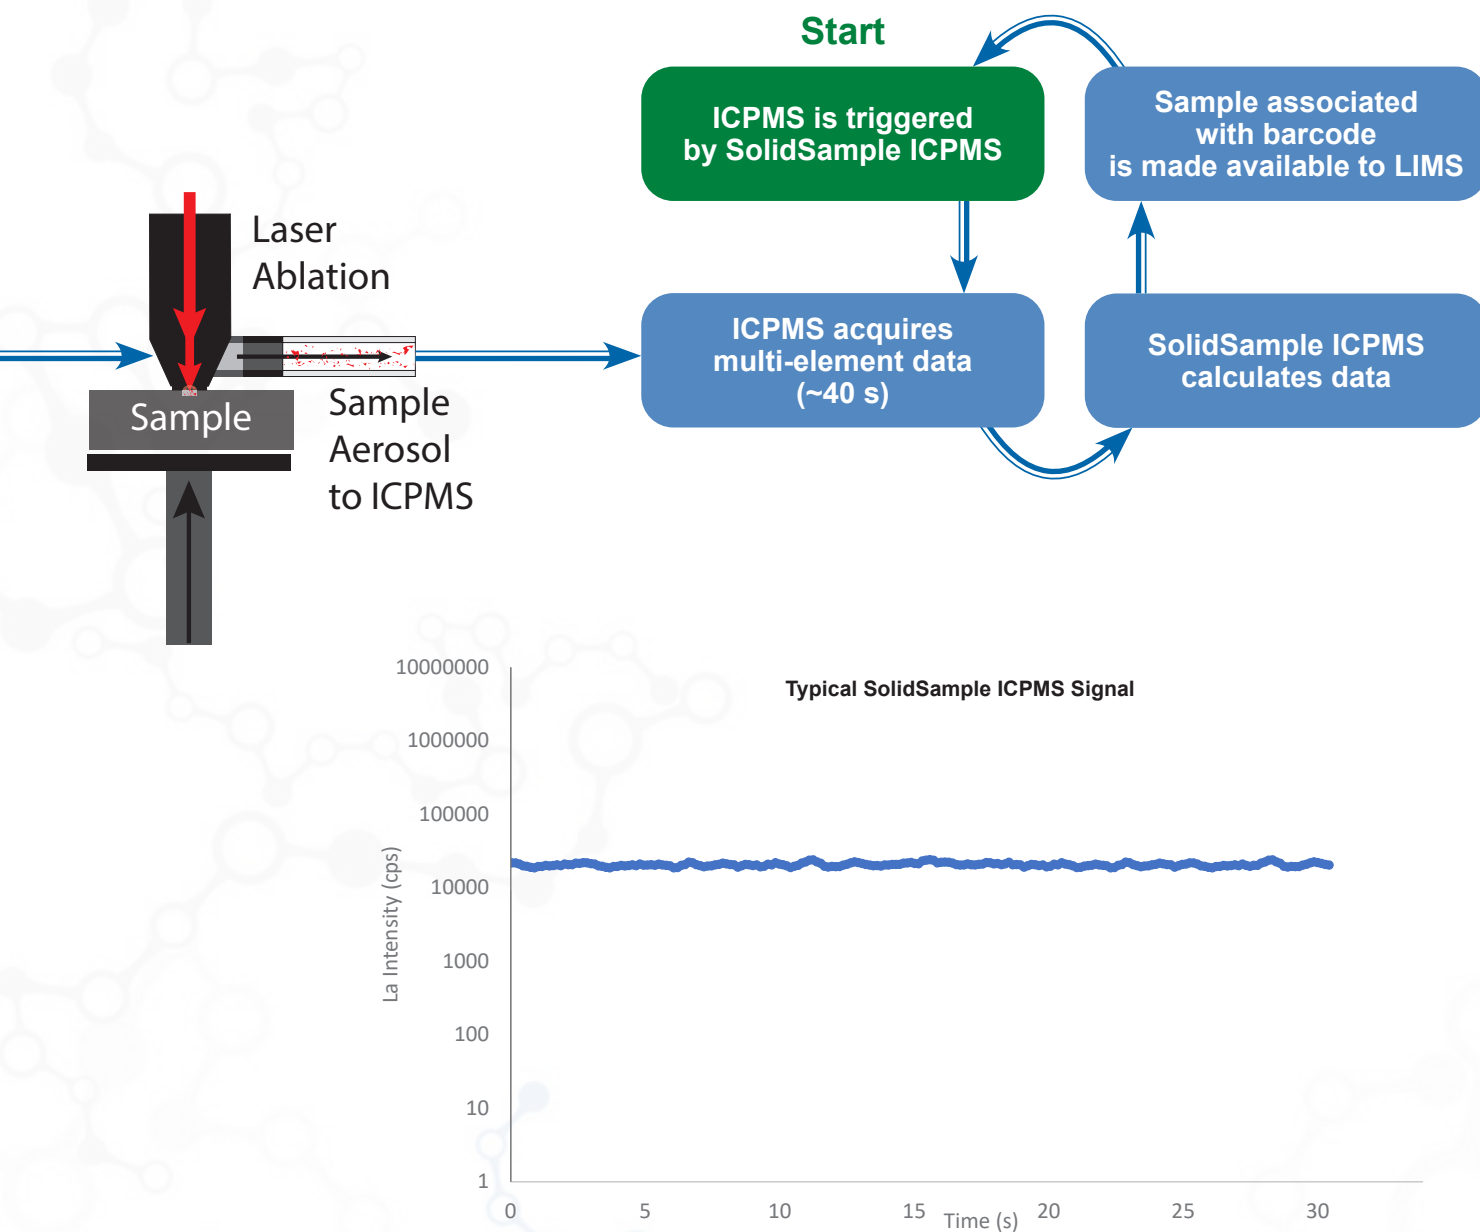 Start
ICPMS is triggered
by SolidSample ICPMS
Sample associated
with barcode
is made available to LIMS
Laser
Ablation
Sample
Sample
Aerosol
to ICPMS
ICPMS acquires
multi-element data
(~40 s)
SolidSample ICPMS
calculates data
Typical SolidSample ICPMS Signal
La Intensity (cps)
10000000
1000000
100000
10000
1000
100
10
1
0 5 10 15 20 25 30
Time (s)